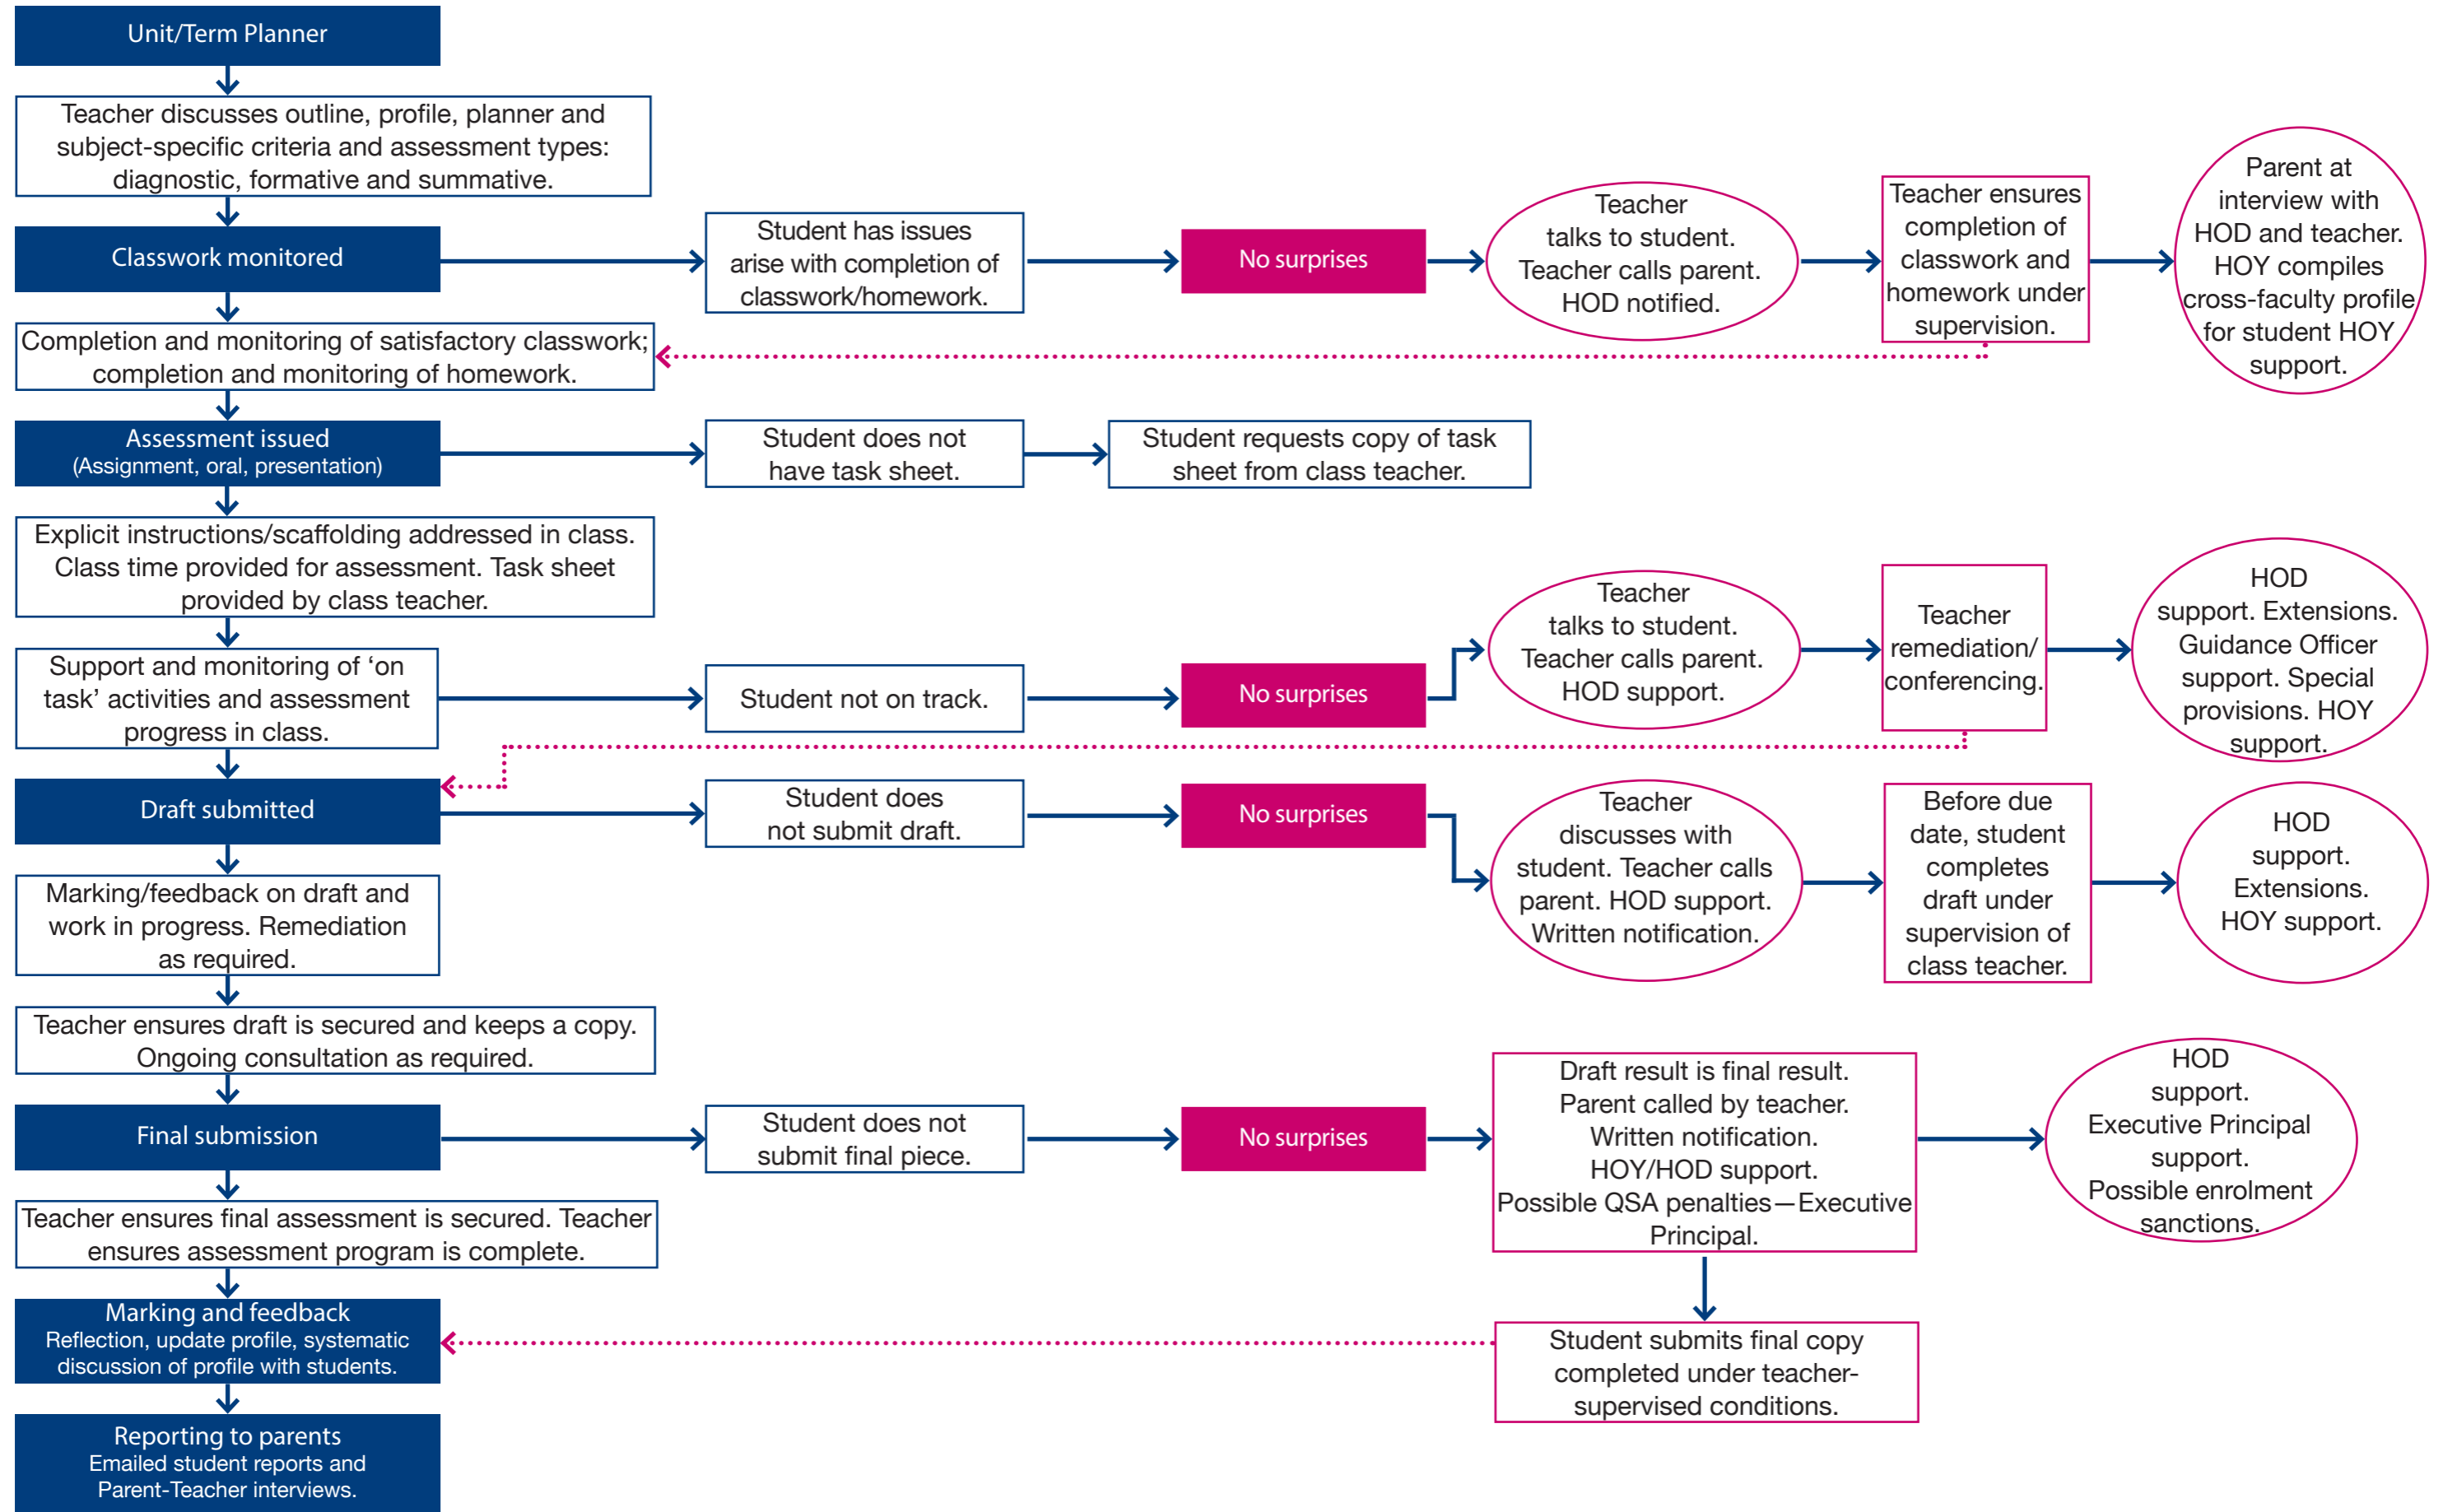 Unit/Term Planner
Teacher discusses outline, profile, planner and
subject-specific criteria and assessment types:
diagnostic, formative and summative.
Classwork monitored
Student has issues
arise with completion of
classwork/homework.
No surprises
Teacher
talks to student.
Teacher calls parent.
HOD notified.
Teacher ensures
completion of
classwork and
homework under
supervision.
Parent at
interview with
HOD and teacher.
HOY compiles
cross-faculty profile
for student HOY
support.
Completion and monitoring of satisfactory classwork;
completion and monitoring of homework.
Assessment issued
(Assignment, oral, presentation)
Student does not
have task sheet.
Student requests copy of task
sheet from class teacher.
Explicit instructions/scaffolding addressed in class.
Class time provided for assessment. Task sheet
provided by class teacher.
Support and monitoring of ‘on
task’ activities and assessment
progress in class.
Student not on track.
No surprises
Teacher
talks to student.
Teacher calls parent.
HOD support.
Teacher
remediation/
conferencing.
HOD
support. Extensions.
Guidance Officer
support. Special
provisions. HOY
support.
Draft submitted
Student does
not submit draft.
No surprises
Teacher
discusses with
student. Teacher calls
parent. HOD support.
Written notification.
Before due
date, student
completes
draft under
supervision of
class teacher.
HOD
support.
Extensions.
HOY support.
Marking/feedback on draft and
work in progress. Remediation
as required.
Teacher ensures draft is secured and keeps a copy.
Ongoing consultation as required.
Final submission
Student does not
submit final piece.
No surprises
Draft result is final result.
Parent called by teacher.
Written notification.
HOY/HOD support.
Possible QSA penalties—Executive
Principal.
HOD
support.
Executive Principal
support.
Possible enrolment
sanctions.
Teacher ensures final assessment is secured. Teacher
ensures assessment program is complete.
Marking and feedback
Reflection, update profile, systematic
discussion of profile with students.
Student submits final copy
completed under teacher-
supervised conditions.
Reporting to parents
Emailed student reports and
Parent-Teacher interviews.